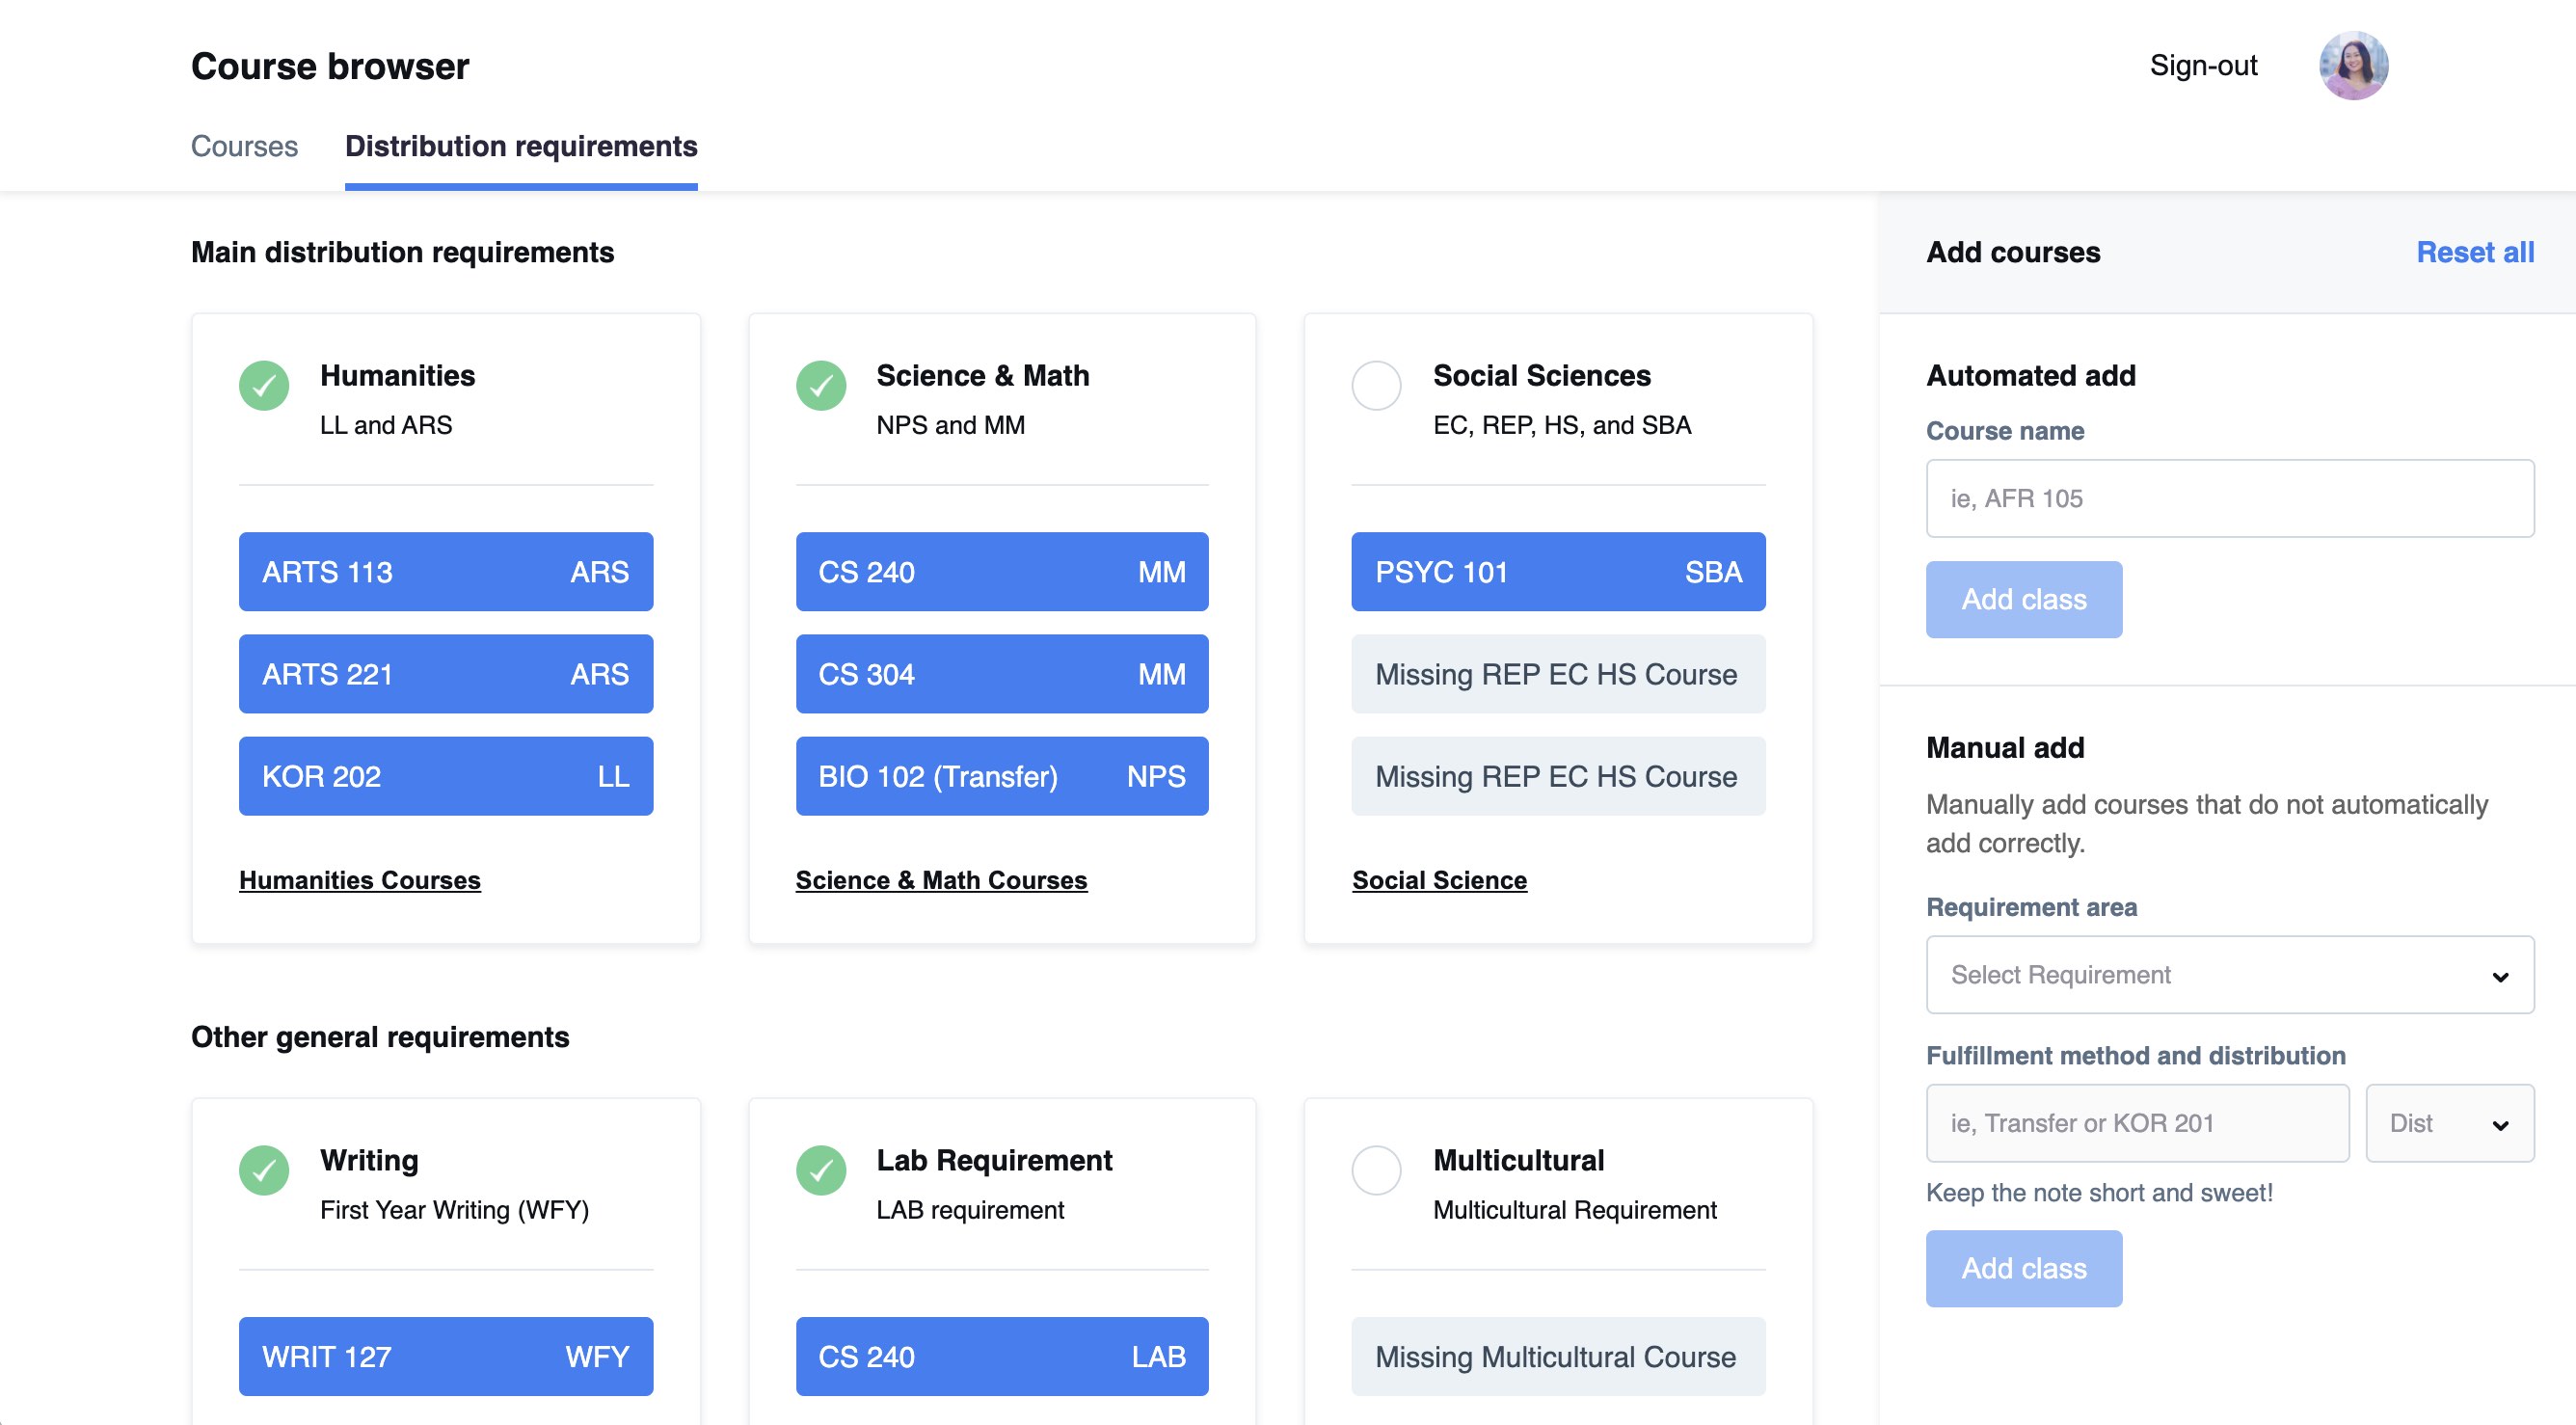 Course browser
Sign-out
Courses
Distribution requirements
Main distribution requirements
Humanities
LL and ARS
ARTS 113 ARS
ARTS 221 ARS
KOR 202 LL
Humanities Courses
Science & Math
NPS and MM
CS 240 MM
CS 304 MM
BIO 102 (Transfer) NPS
Science & Math Courses
Social Sciences
EC, REP, HS, and SBA
PSYC 101 SBA
Missing REP EC HS Course
Missing REP EC HS Course
Social Science
Other general requirements
Writing
First Year Writing (WFY)
WRIT 127 WFY
Lab Requirement
LAB requirement
CS 240 LAB
Multicultural
Multicultural Requirement
Missing Multicultural Course
Add courses
Reset all
Automated add
Course name
ie, AFR 105
Add class
Manual add
Manually add courses that do not automatically
add correctly.
Requirement area
Select Requirement
Fulfillment method and distribution
ie, Transfer or KOR 201
Dist
Keep the note short and sweet!
Add class